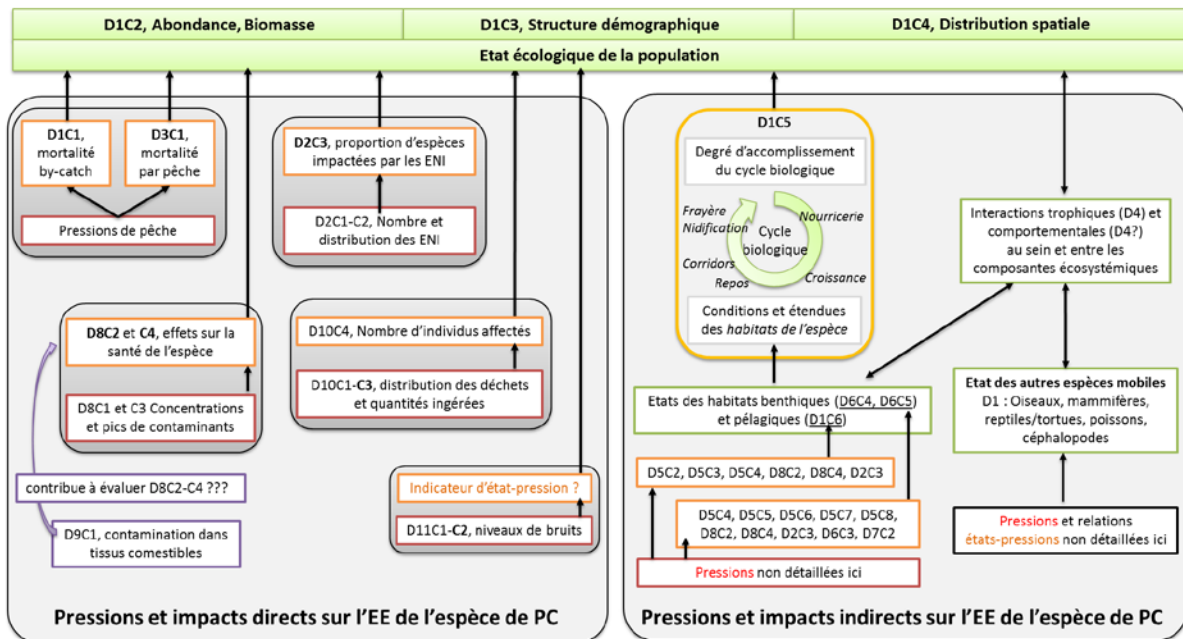 D1C2, Abondance, Biomasse
D1C3, Structure démographique
D1C4, Distribution spatiale
Etat écologique de la population
D1C1,
mortalité
by-catch
D3C1,
mortalité
par pêche
Pressions de pêche
D2C3, proportion d'espèces
impactées par les ENI
D2C1-C2, Nombre et
distribution des ENI
D8C2 et C4, effets sur la
santé de l'espèce
D8C1 et C3 Concentrations
et pics de contaminants
D10C4, Nombre d'individus affectés
D10C1-C3, distribution des déchets
et quantités ingérées
contribue à évaluer D8C2-C4 ???
D9C1, contamination dans
tissus comestibles
Indicateur d'état-pression ?
D11C1-C2, niveaux de bruits
Pressions et impacts directs sur l'EE de l'espèce de PC
D1C5
Degré d'accomplissement
du cycle biologique
Frayère
Nidification
Nourricerie
Cycle
biologique
Corridors
Repos
Croissance
Conditions et étendues
des habitats de l'espèce
Interactions trophiques (D4) et
comportementales (D4?)
au sein et entre les
composantes écosystémiques
Etats des habitats benthiques (D6C4, D6C5)
et pélagiques (D1C6)
Etat des autres espèces mobiles
D1 : Oiseaux, mammifères,
reptiles/tortues, poissons,
céphalopodes
D5C2, D5C3, D5C4, D8C2, D8C4, D2C3
D5C4, D5C5, D5C6, D5C7, D5C8,
D8C2, D8C4, D2C3, D6C3, D7C2
Pressions non détaillées ici
Pressions et relations
états-pressions non détaillées ici
Pressions et impacts indirects sur l'EE de l'espèce de PC